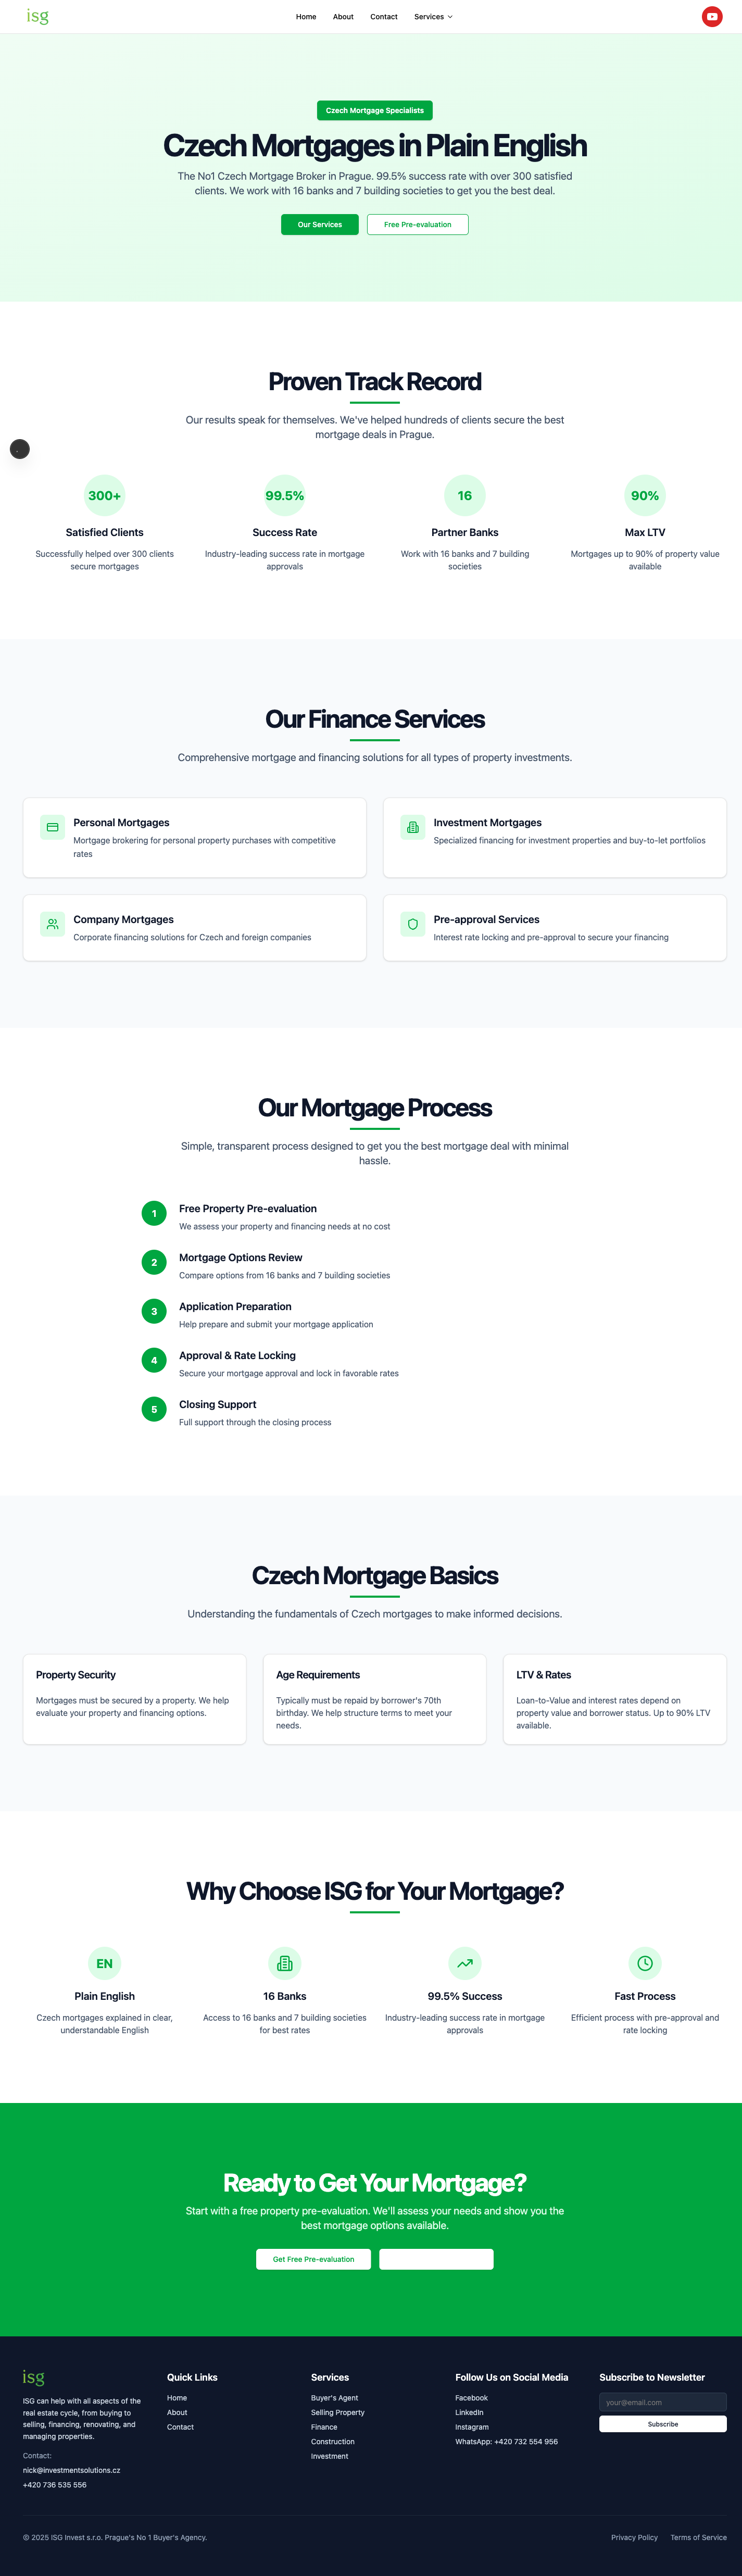 isg
Home About Contact Services
Czech Mortgage Specialists
Czech Mortgages in Plain English
The No1 Czech Mortgage Broker in Prague. 99.5% success rate with over 300 satisfied
clients. We work with 16 banks and 7 building societies to get you the best deal.
Our Services Free Pre-evaluation
Proven Track Record
Our results speak for themselves. We've helped hundreds of clients secure the best
mortgage deals in Prague.
300+ 99.5% 16 90%
Satisfied Clients Success Rate Partner Banks Max LTV
Successfully helped over 300 clients
secure mortgages
Industry-leading success rate in mortgage
approvals
Work with 16 banks and 7 building
societies
Mortgages up to 90% of property value
available
Our Finance Services
Comprehensive mortgage and financing solutions for all types of property investments.
Personal Mortgages
Mortgage brokering for personal property purchases with competitive
rates
Investment Mortgages
Specialized financing for investment properties and buy-to-let portfolios
Company Mortgages
Corporate financing solutions for Czech and foreign companies
Pre-approval Services
Interest rate locking and pre-approval to secure your financing
Our Mortgage Process
Simple, transparent process designed to get you the best mortgage deal with minimal
hassle.
1 Free Property Pre-evaluation
We assess your property and financing needs at no cost
2 Mortgage Options Review
Compare options from 16 banks and 7 building societies
3 Application Preparation
Help prepare and submit your mortgage application
4 Approval & Rate Locking
Secure your mortgage approval and lock in favorable rates
5 Closing Support
Full support through the closing process
Czech Mortgage Basics
Understanding the fundamentals of Czech mortgages to make informed decisions.
Property Security
Mortgages must be secured by a property. We help
evaluate your property and financing options.
Age Requirements
Typically must be repaid by borrower's 70th
birthday. We help structure terms to meet your
needs.
LTV & Rates
Loan-to-Value and interest rates depend on
property value and borrower status. Up to 90% LTV
available.
Why Choose ISG for Your Mortgage?
EN
Plain English
Czech mortgages explained in clear,
understandable English
16 Banks
Access to 16 banks and 7 building societies
for best rates
99.5% Success
Industry-leading success rate in mortgage
approvals
Fast Process
Efficient process with pre-approval and
rate locking
Ready to Get Your Mortgage?
Start with a free property pre-evaluation. We'll assess your needs and show you the
best mortgage options available.
Get Free Pre-evaluation
isg
ISG can help with all aspects of the
real estate cycle, from buying to
selling, financing, renovating, and
managing properties.
Contact:
nick@investmentsolutions.cz
+420 736 535 556
Quick Links
Home
About
Contact
Services
Buyer's Agent
Selling Property
Finance
Construction
Investment
Follow Us on Social Media
Facebook
LinkedIn
Instagram
WhatsApp: +420 732 554 956
Subscribe to Newsletter
your@email.com
Subscribe
© 2025 ISG Invest s.r.o. Prague's No 1 Buyer's Agency.
Privacy Policy Terms of Service